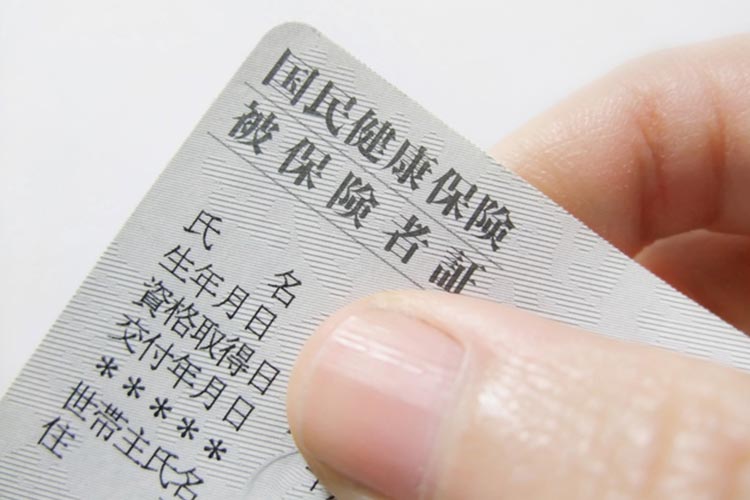 国民健康保険
被保険者証
氏 名
生年月日
資格取得日
交付年月日
*****
世帯主氏名
住